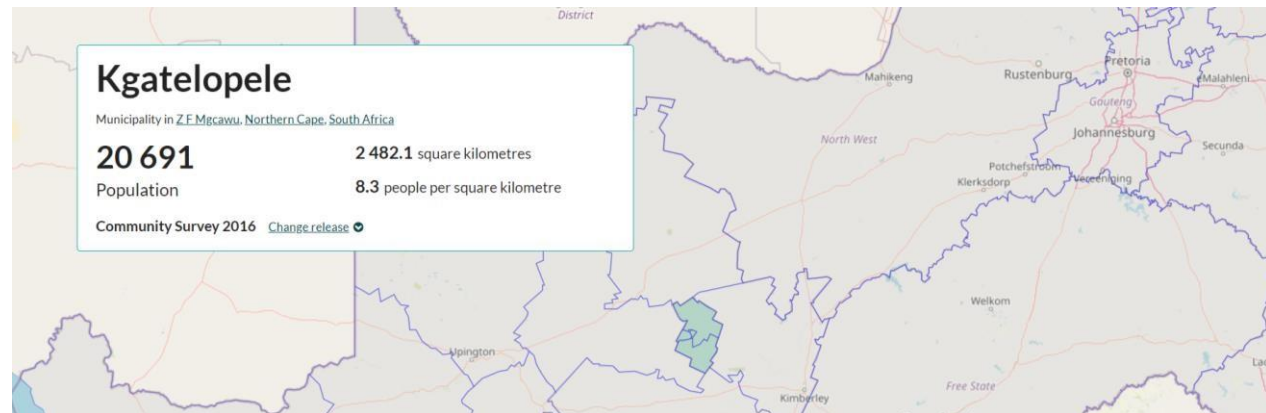 Kgatelopele
Municipality in Z F Mgcawu, Northern Cape, South Africa
20 691
Population
2 482.1 square kilometres
8.3 people per square kilometre
Community Survey 2016 Change release
District
Mahikeng
Rustenburg
Pretoria
eMalahleni
Gauteng
Johannesburg
North West
Secunda
Potchefstroom
Klerksdorp
Vereeniging
Welkom
Upington
Free State
Kimberley